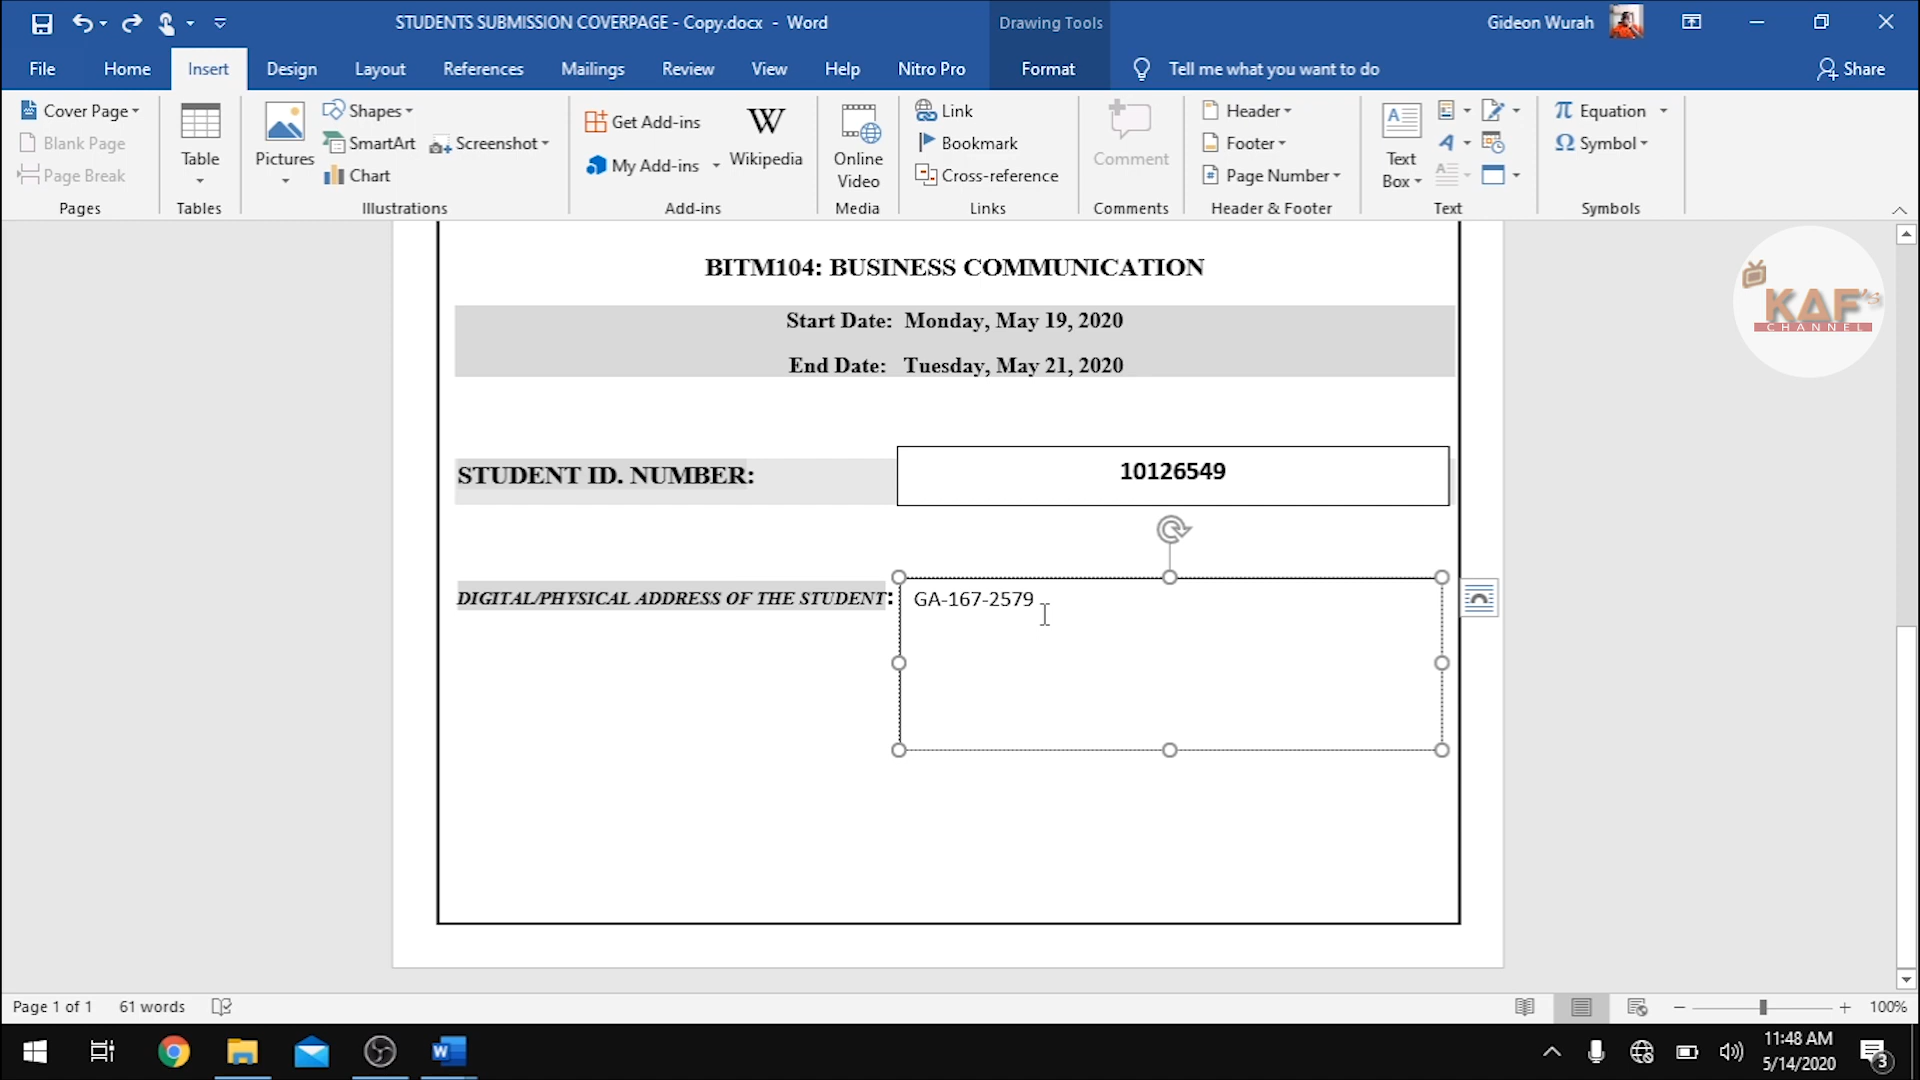 STUDENTS SUBMISSION COVERPAGE - Copy.docx - Word
Drawing Tools
Gideon Wurah
File Home Insert Design Layout References Mailings Review View Help Nitro Pro Format Tell me what you want to do Share
Cover Page
Blank Page
Page Break
Pages
Table
Tables
Pictures
Shapes
SmartArt
Chart
Screenshot
Illustrations
Get Add-ins
My Add-ins
W
Wikipedia
Add-ins
Online
Video
Media
Link
Bookmark
Cross-reference
Links
Comment
Comments
Header
Footer
Page Number
Header & Footer
Text
Box
Text
Equation
Symbol
Symbols
KAF's
CHANNEL
BITM104: BUSINESS COMMUNICATION
Start Date: Monday, May 19, 2020
End Date: Tuesday, May 21, 2020
STUDENT ID. NUMBER: 10126549
DIGITAL/PHYSICAL ADDRESS OF THE STUDENT: GA-167-2579
Page 1 of 1 61 words 100%
11:48 AM
5/14/2020
3